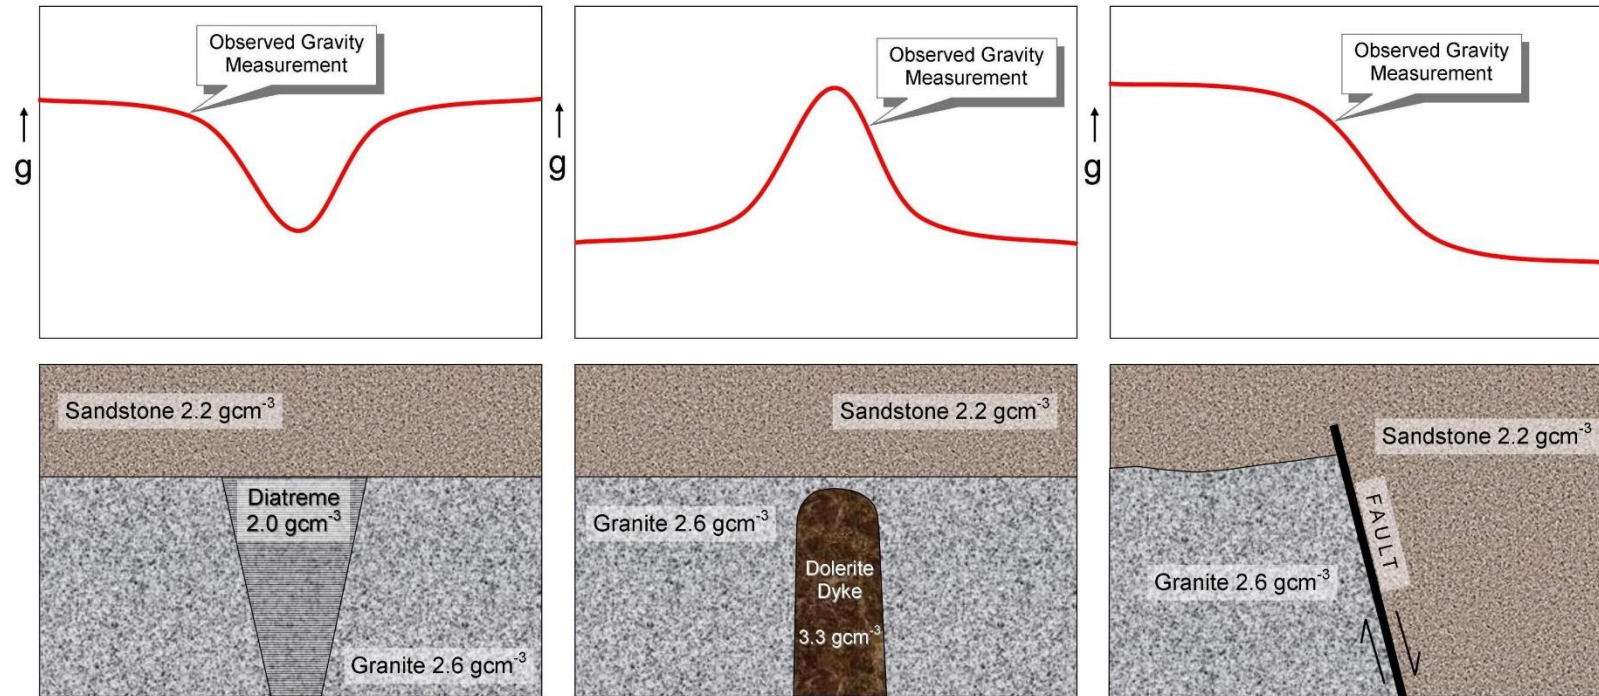 Observed Gravity
Measurement
g
Observed Gravity
Measurement
g
Observed Gravity
Measurement
g
Sandstone 2.2 gcm⁻³
Diatreme
2.0 gcm⁻³
Granite 2.6 gcm⁻³
Sandstone 2.2 gcm⁻³
Granite 2.6 gcm⁻³
Dolerite
Dyke
3.3 gcm⁻³
Sandstone 2.2 gcm⁻³
FAULT
Granite 2.6 gcm⁻³